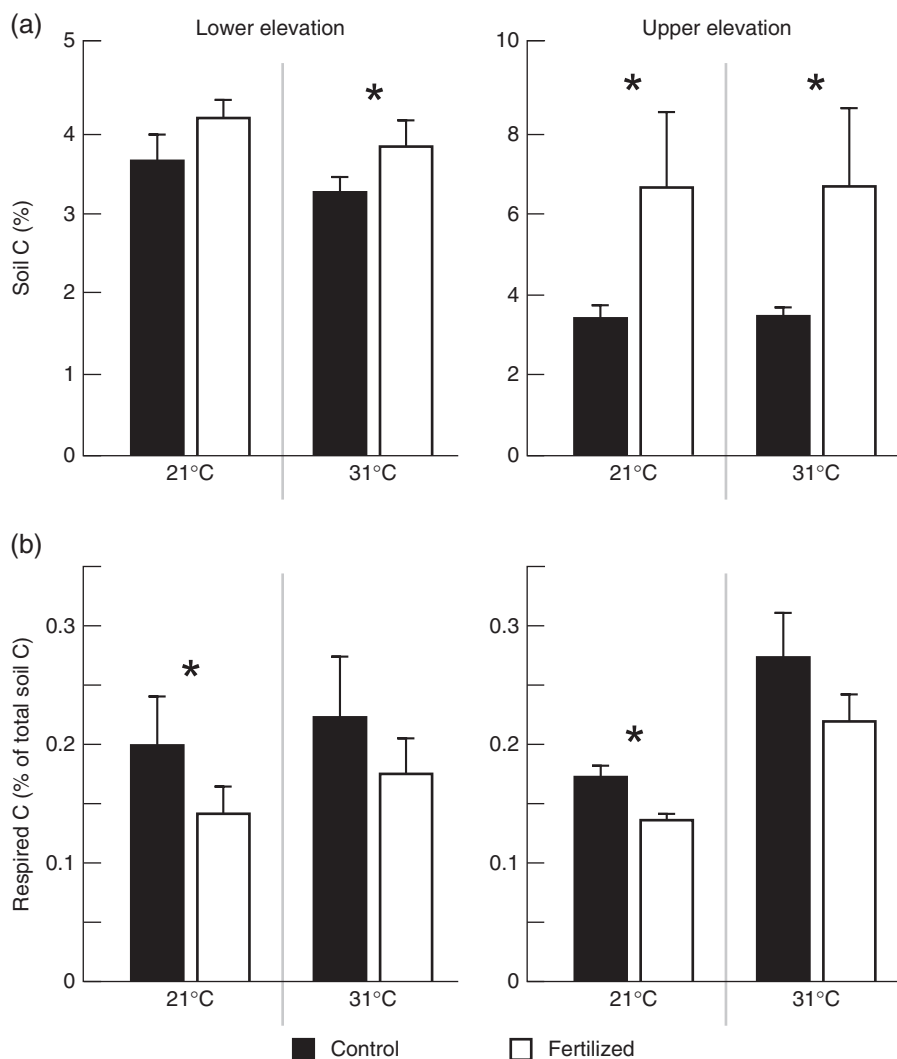 (a)
Lower elevation
Upper elevation
Soil C (%)
5
4
3
2
1
0
*
21°C
31°C
10
8
6
4
2
0
*
*
21°C
31°C
(b)
Respired C (% of total soil C)
0.3
0.2
0.1
0
*
21°C
31°C
0.3
0.2
0.1
0
*
21°C
31°C
Control
Fertilized